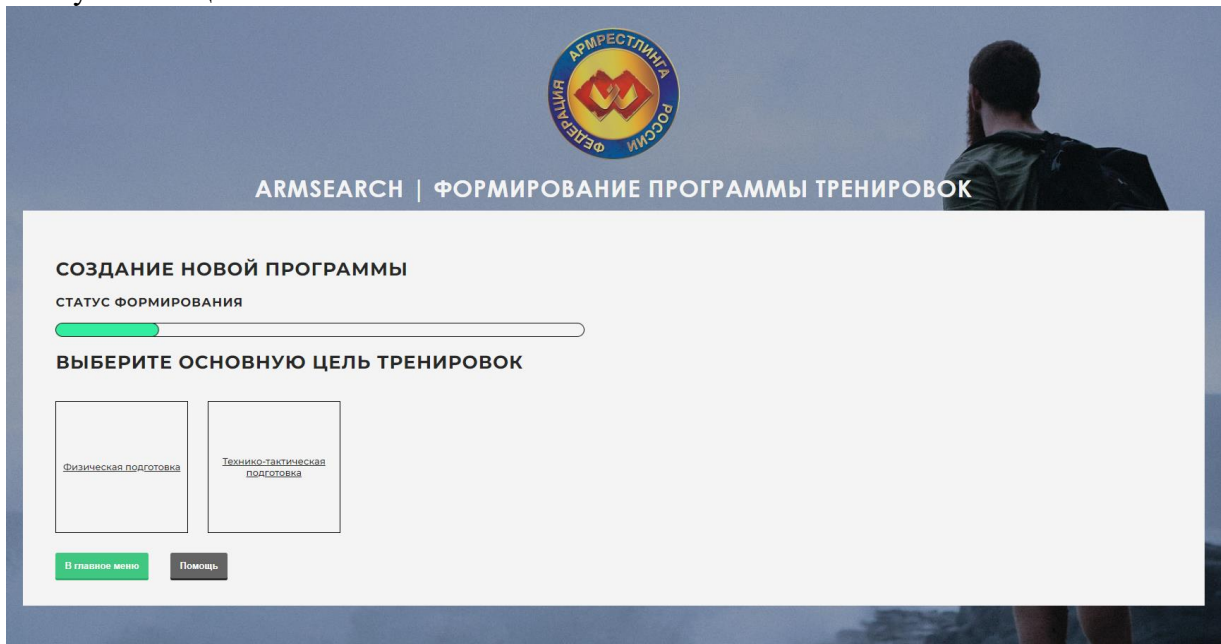 ФЕДЕРАЦИЯ АРМРЕСТЛИНГА РОССИИ
ARMSEARCH | ФОРМИРОВАНИЕ ПРОГРАММЫ ТРЕНИРОВОК
СОЗДАНИЕ НОВОЙ ПРОГРАММЫ
СТАТУС ФОРМИРОВАНИЯ
ВЫБЕРИТЕ ОСНОВНУЮ ЦЕЛЬ ТРЕНИРОВОК
Физическая подготовка
Технико-тактическая
подготовка
В главное меню
Помощь